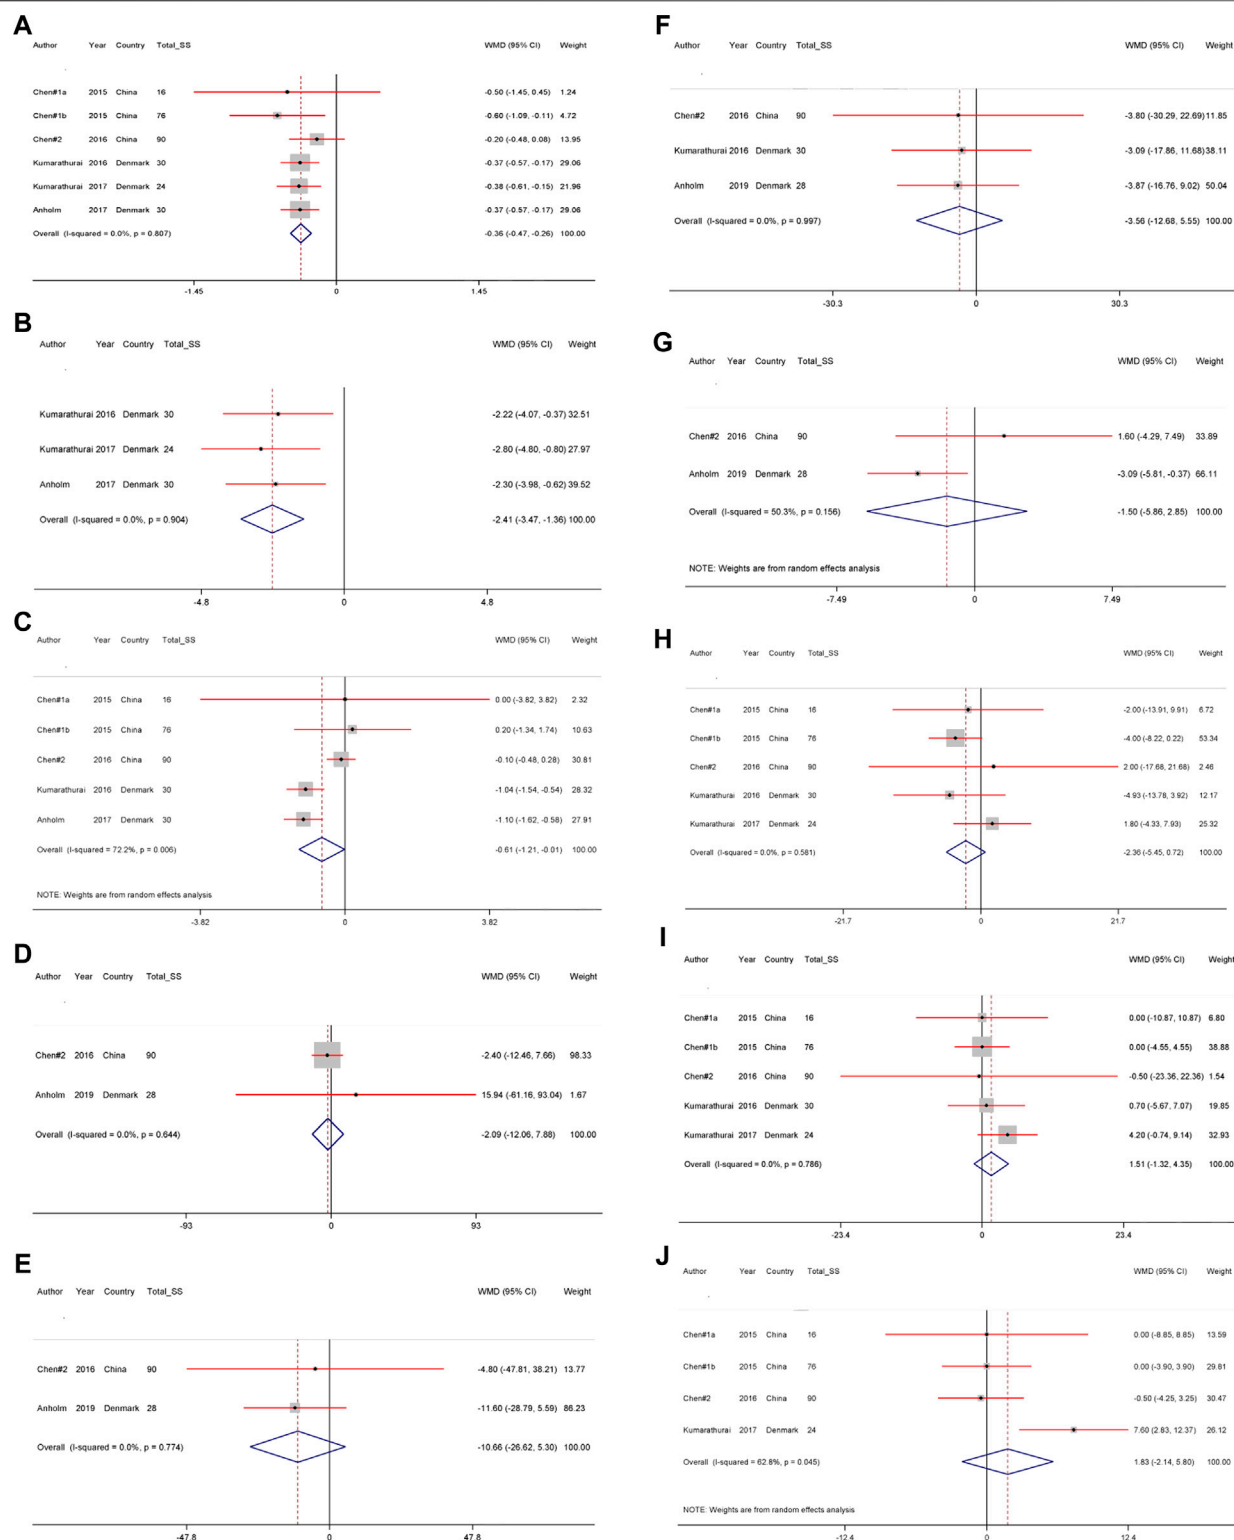 A
Author Year Country Total_SS WMD (95% CI) Weight
Chen#1a 2015 China 16 -0.50 (-1.45, 0.45) 1.24
Chen#1b 2015 China 76 -0.60 (-1.09, -0.11) 4.72
Chen#2 2016 China 90 -0.20 (-0.48, 0.08) 13.95
Kumarathurai 2016 Denmark 30 -0.37 (-0.57, -0.17) 29.06
Kumarathurai 2017 Denmark 24 -0.38 (-0.61, -0.15) 21.96
Anholm 2017 Denmark 30 -0.37 (-0.57, -0.17) 29.06
Overall (I-squared = 0.0%, p = 0.807) -0.36 (-0.47, -0.26) 100.00
-1.45 0 1.45
B
Author Year Country Total_SS WMD (95% CI) Weight
Kumarathurai 2016 Denmark 30 -2.22 (-4.07, -0.37) 32.51
Kumarathurai 2017 Denmark 24 -2.80 (-4.80, -0.80) 27.97
Anholm 2017 Denmark 30 -2.30 (-3.98, -0.62) 39.52
Overall (I-squared = 0.0%, p = 0.904) -2.41 (-3.47, -1.36) 100.00
-4.8 0 4.8
C
Author Year Country Total_SS WMD (95% CI) Weight
Chen#1a 2015 China 16 0.00 (-3.82, 3.82) 2.32
Chen#1b 2015 China 76 0.20 (-1.34, 1.74) 10.63
Chen#2 2016 China 90 -0.10 (-0.48, 0.28) 30.81
Kumarathurai 2016 Denmark 30 -1.04 (-1.54, -0.54) 28.32
Anholm 2017 Denmark 30 -1.10 (-1.62, -0.58) 27.91
Overall (I-squared = 72.2%, p = 0.006) -0.61 (-1.21, -0.01) 100.00
NOTE: Weights are from random effects analysis
-3.82 0 3.82
D
Author Year Country Total_SS WMD (95% CI) Weight
Chen#2 2016 China 90 -2.40 (-12.46, 7.66) 98.33
Anholm 2019 Denmark 28 15.94 (-61.16, 93.04) 1.67
Overall (I-squared = 0.0%, p = 0.644) -2.09 (-12.06, 7.88) 100.00
-93 0 93
E
Author Year Country Total_SS WMD (95% CI) Weight
Chen#2 2016 China 90 -4.80 (-47.81, 38.21) 13.77
Anholm 2019 Denmark 28 -11.60 (-28.79, 5.59) 86.23
Overall (I-squared = 0.0%, p = 0.774) -10.66 (-26.62, 5.30) 100.00
-47.8 0 47.8
F
Author Year Country Total_SS WMD (95% CI) Weight
Chen#2 2016 China 90 -3.80 (-30.29, 22.69) 11.85
Kumarathurai 2016 Denmark 30 -3.09 (-17.86, 11.68) 38.11
Anholm 2019 Denmark 28 -3.87 (-16.76, 9.02) 50.04
Overall (I-squared = 0.0%, p = 0.997) -3.56 (-12.68, 5.55) 100.00
-30.3 0 30.3
G
Author Year Country Total_SS WMD (95% CI) Weight
Chen#2 2016 China 90 1.60 (-4.29, 7.49) 33.89
Anholm 2019 Denmark 28 -3.09 (-5.81, -0.37) 66.11
Overall (I-squared = 50.3%, p = 0.156) -1.50 (-5.86, 2.85) 100.00
NOTE: Weights are from random effects analysis
-7.49 0 7.49
H
Author Year Country Total_SS WMD (95% CI) Weight
Chen#1a 2015 China 16 -2.00 (-13.91, 9.91) 6.72
Chen#1b 2015 China 76 -4.00 (-8.22, 0.22) 53.34
Chen#2 2016 China 90 2.00 (-17.68, 21.68) 2.46
Kumarathurai 2016 Denmark 30 -4.93 (-13.78, 3.92) 12.17
Kumarathurai 2017 Denmark 24 1.80 (-4.33, 7.93) 25.32
Overall (I-squared = 0.0%, p = 0.581) -2.36 (-5.45, 0.72) 100.00
-21.7 0 21.7
I
Author Year Country Total_SS WMD (95% CI) Weight
Chen#1a 2015 China 16 0.00 (-10.87, 10.87) 6.80
Chen#1b 2015 China 76 0.00 (-4.55, 4.55) 38.88
Chen#2 2016 China 90 -0.50 (-23.36, 22.36) 1.54
Kumarathurai 2016 Denmark 30 0.70 (-5.67, 7.07) 19.85
Kumarathurai 2017 Denmark 24 4.20 (-0.74, 9.14) 32.93
Overall (I-squared = 0.0%, p = 0.786) 1.51 (-1.32, 4.35) 100.00
-23.4 0 23.4
J
Author Year Country Total_SS WMD (95% CI) Weight
Chen#1a 2015 China 16 0.00 (-8.85, 8.85) 13.59
Chen#1b 2015 China 76 0.00 (-3.90, 3.90) 29.81
Chen#2 2016 China 90 -0.50 (-4.25, 3.25) 30.47
Kumarathurai 2017 Denmark 24 7.60 (2.83, 12.37) 26.12
Overall (I-squared = 62.8%, p = 0.045) 1.83 (-2.14, 5.80) 100.00
NOTE: Weights are from random effects analysis
-12.4 0 12.4